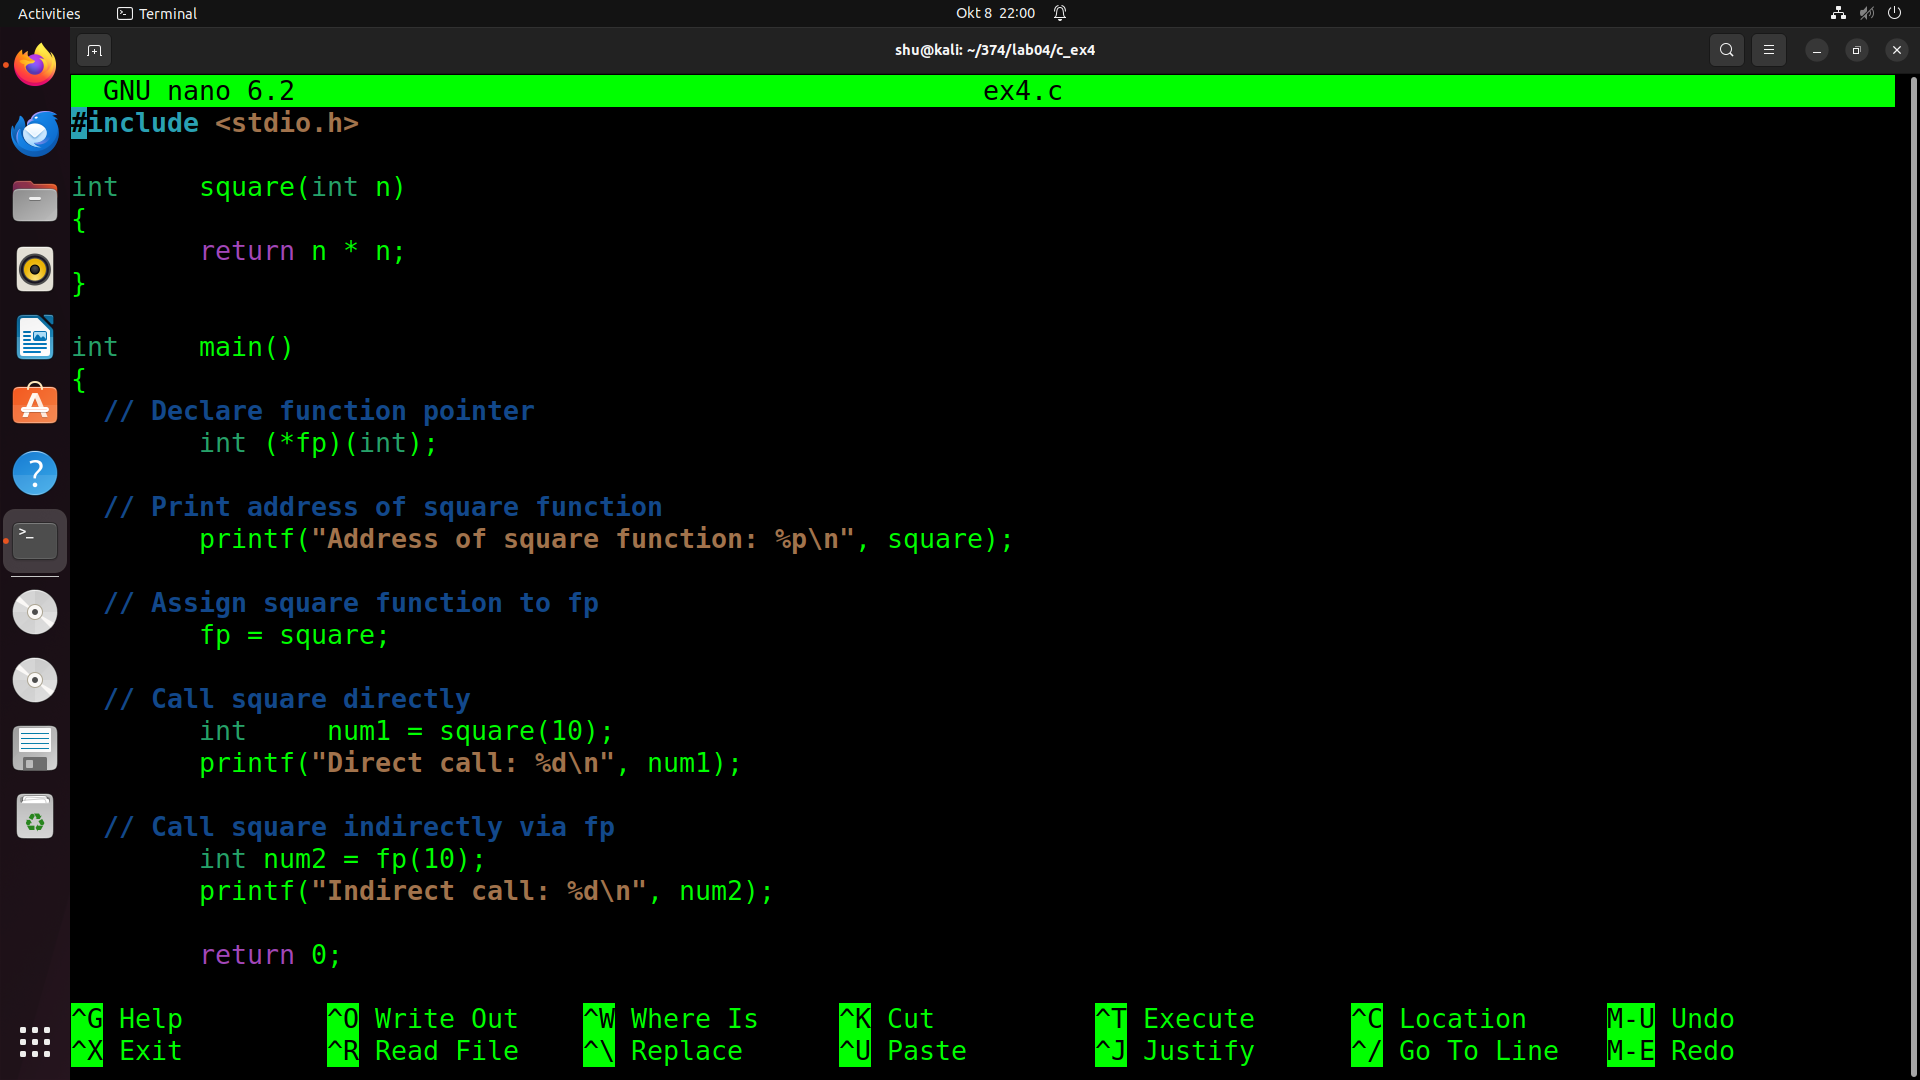 Activities Terminal Okt 8 22:00
shu@kali: ~/374/lab04/c_ex4
GNU nano 6.2 ex4.c
#include <stdio.h>
int square(int n)
{
return n * n;
}
int main()
{
// Declare function pointer
int (*fp)(int);
// Print address of square function
printf("Address of square function: %p\n", square);
// Assign square function to fp
fp = square;
// Call square directly
int num1 = square(10);
printf("Direct call: %d\n", num1);
// Call square indirectly via fp
int num2 = fp(10);
printf("Indirect call: %d\n", num2);
return 0;
^G Help ^O Write Out ^W Where Is ^K Cut ^T Execute ^C Location M-U Undo
^X Exit ^R Read File ^\ Replace ^U Paste ^J Justify ^/ Go To Line M-E Redo